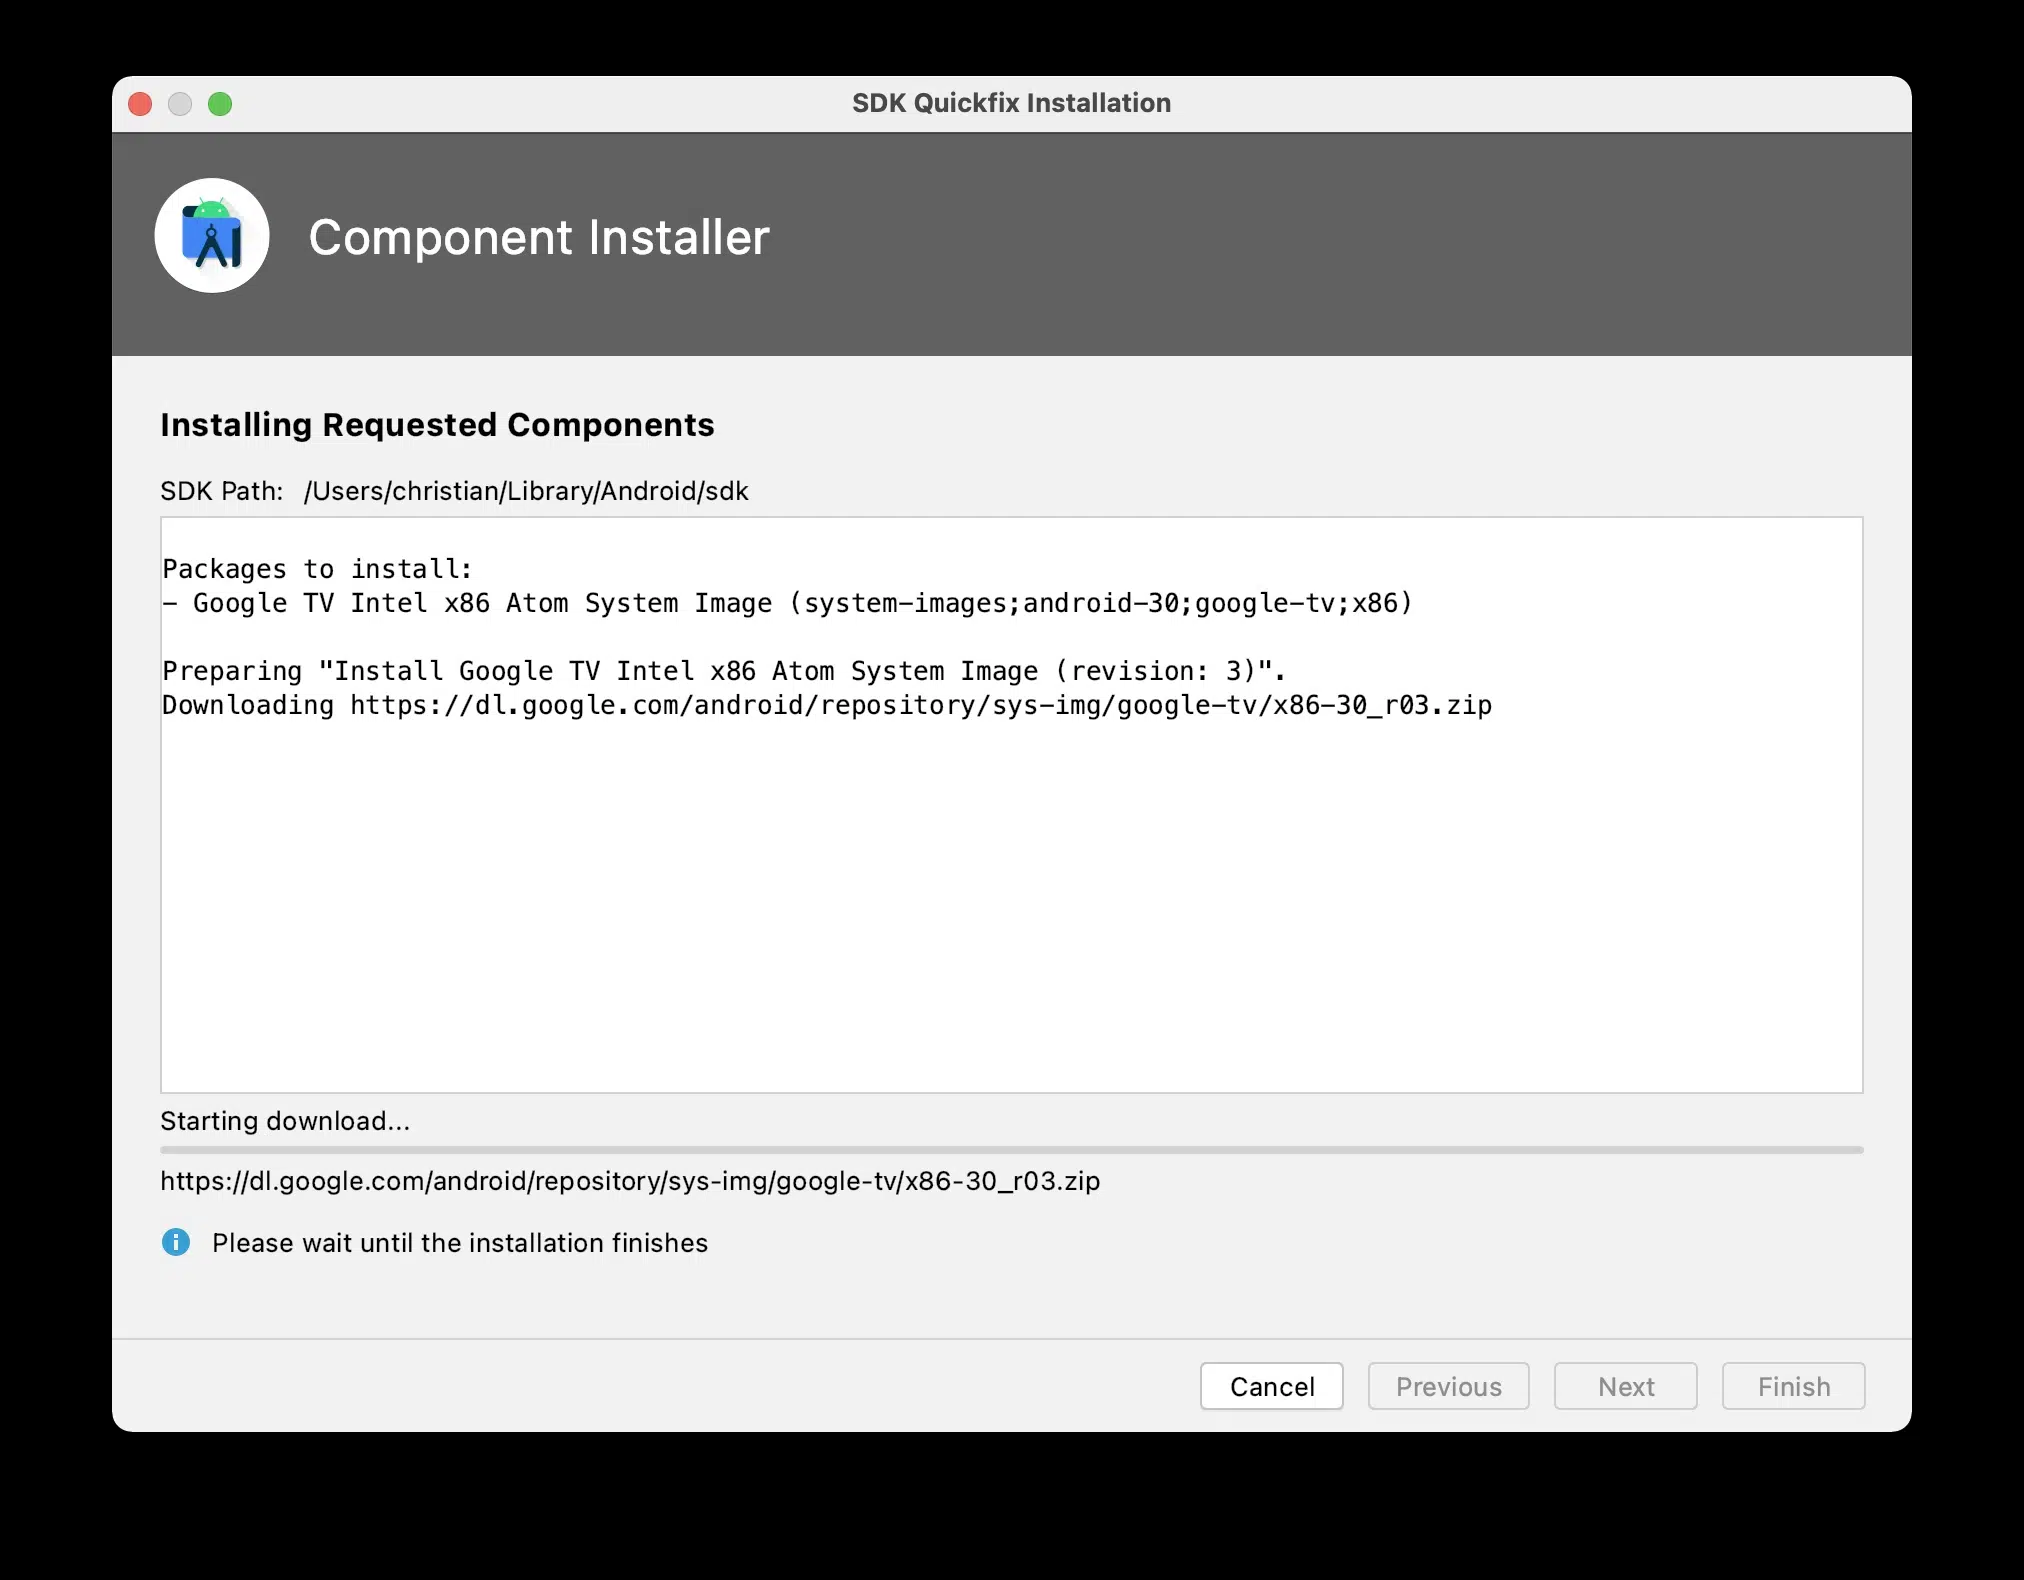 SDK Quickfix Installation
Component Installer
Installing Requested Components
SDK Path: /Users/christian/Library/Android/sdk
Packages to install:
- Google TV Intel x86 Atom System Image (system-images;android-30;google-tv;x86)
Preparing "Install Google TV Intel x86 Atom System Image (revision: 3)".
Downloading https://dl.google.com/android/repository/sys-img/google-tv/x86-30_r03.zip
Starting download...
https://dl.google.com/android/repository/sys-img/google-tv/x86-30_r03.zip
Please wait until the installation finishes
Cancel Previous Next Finish